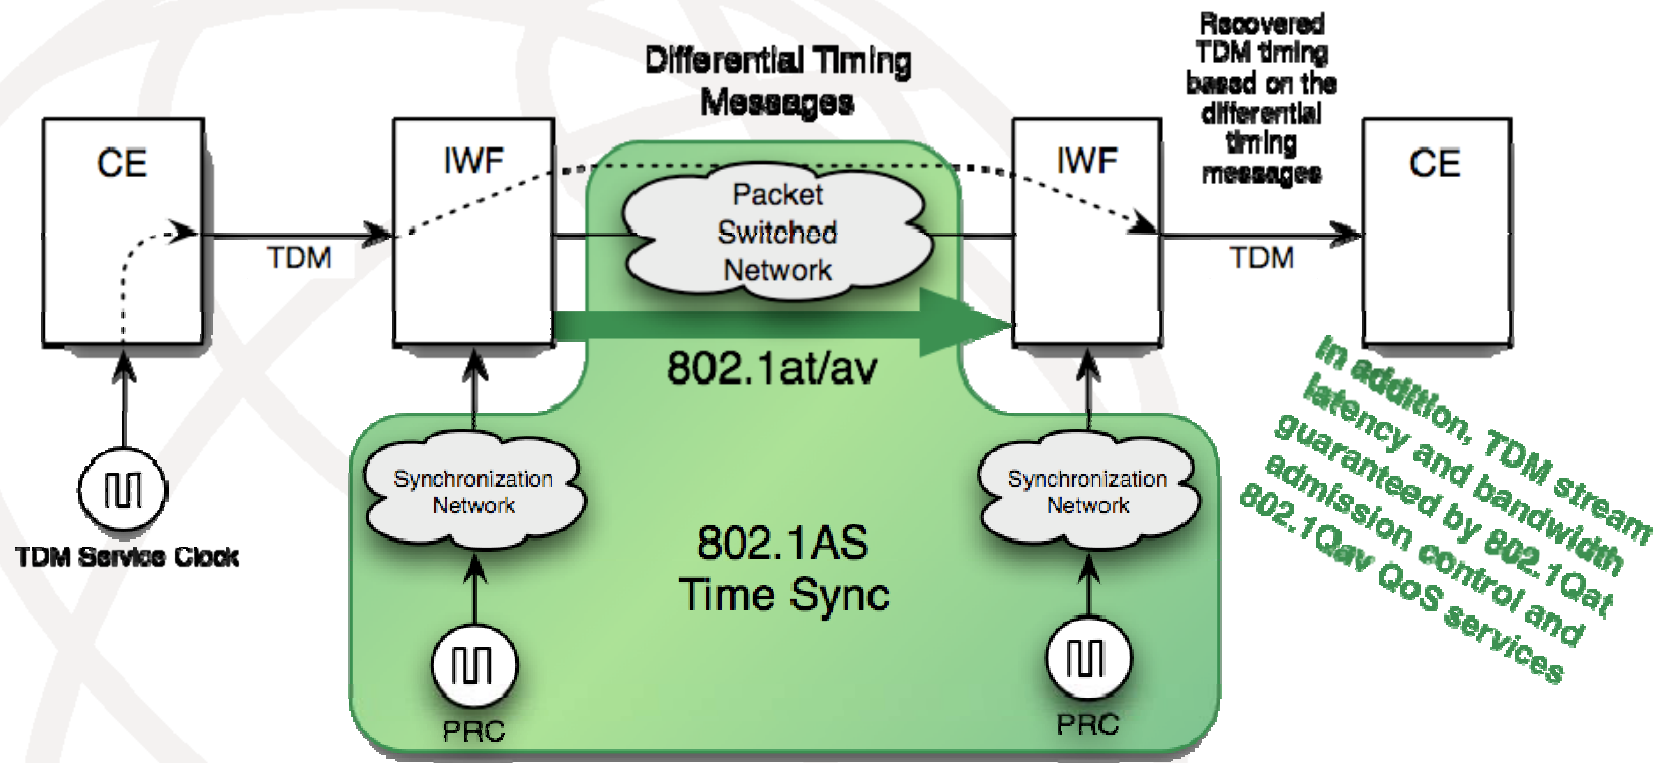 Differential Timing
Messages
Recovered
TDM timing
based on the
differential
timing
messages
CE
IWF
Packet
Switched
Network
IWF
CE
TDM
TDM
802.1at/av
Synchronization
Network
Synchronization
Network
TDM Service Clock
802.1AS
Time Sync
PRC
PRC
In addition, TDM stream
latency and bandwidth
guaranteed by 802.1Qat
admission control and
802.1Qav QoS services